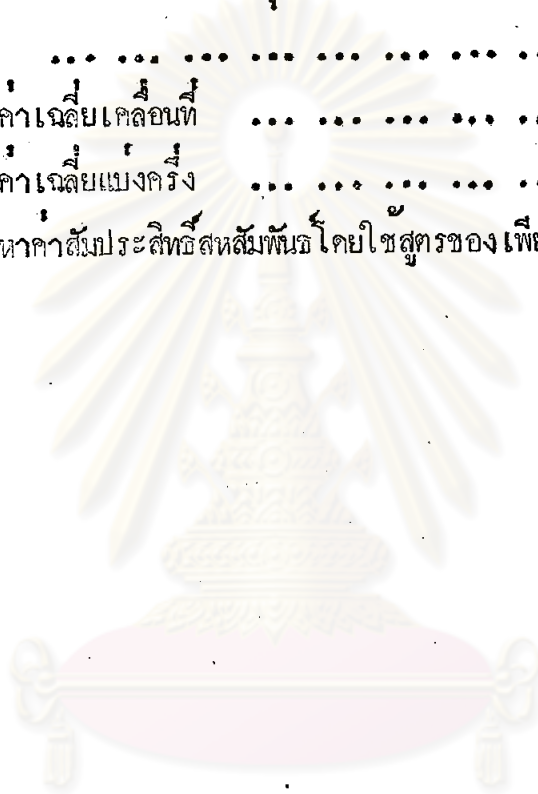 ... ... ... ... ... ... ... ..
ค่าเฉลี่ยเคลื่อนที่ ... ... ... ... .
ค่าเฉลี่ยแบ่งครึ่ง ... ... ... ... .
หาค่าสัมประสิทธิ์สหสัมพันธ์โดยใช้สูตรของเพีย